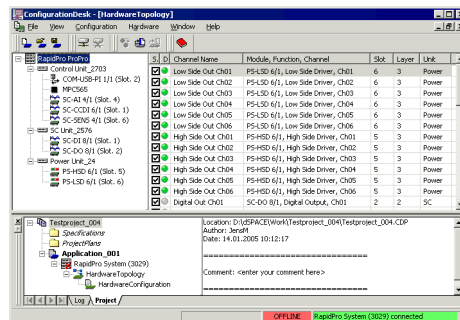 ConfigurationDesk - [HardwareTopology]
File View Configuration Hardware Window Help
RapidPro ProPro
Control Unit_2703
COM-USB-PI 1/1 (Slot. 2)
MPC565
SC-AI 4/1 (Slot. 4)
SC-CCDI 6/1 (Slot. 1)
SC-SENS 4/1 (Slot. 6)
SC Unit_2576
SC-DI 8/1 (Slot. 1)
SC-DO 8/1 (Slot. 2)
Power Unit_24
PS-HSD 6/1 (Slot. 5)
PS-LSD 6/1 (Slot. 6)
S. D Channel Name Module, Function, Channel Slot Layer Unit
Low Side Out Ch01 PS-LSD 6/1, Low Side Driver, Ch01 6 3 Power
Low Side Out Ch02 PS-LSD 6/1, Low Side Driver, Ch02 6 3 Power
Low Side Out Ch03 PS-LSD 6/1, Low Side Driver, Ch03 6 3 Power
Low Side Out Ch04 PS-LSD 6/1, Low Side Driver, Ch04 6 3 Power
Low Side Out Ch05 PS-LSD 6/1, Low Side Driver, Ch05 6 3 Power
Low Side Out Ch06 PS-LSD 6/1, Low Side Driver, Ch06 6 3 Power
High Side Out Ch01 PS-HSD 6/1, High Side Driver, Ch01 5 3 Power
High Side Out Ch02 PS-HSD 6/1, High Side Driver, Ch02 5 3 Power
High Side Out Ch03 PS-HSD 6/1, High Side Driver, Ch03 5 3 Power
High Side Out Ch04 PS-HSD 6/1, High Side Driver, Ch04 5 3 Power
High Side Out Ch05 PS-HSD 6/1, High Side Driver, Ch05 5 3 Power
High Side Out Ch06 PS-HSD 6/1, High Side Driver, Ch06 5 3 Power
Digital Out Ch01 SC-DO 8/1, Digital Output, Ch01 2 2 SC
Testproject_004
Specifications
ProjectPlans
Application_001
RapidPro System (3029)
HardwareTopology
HardwareConfiguration
Location: D:\dSPACE\Work\Testproject_004\Testproject_004.CDP
Author: JensM
Date: 14.01.2005 10:12:17
====================================
Comment: <enter your comment here>
====================================
Log Project
OFFLINE RapidPro System (3029) connected